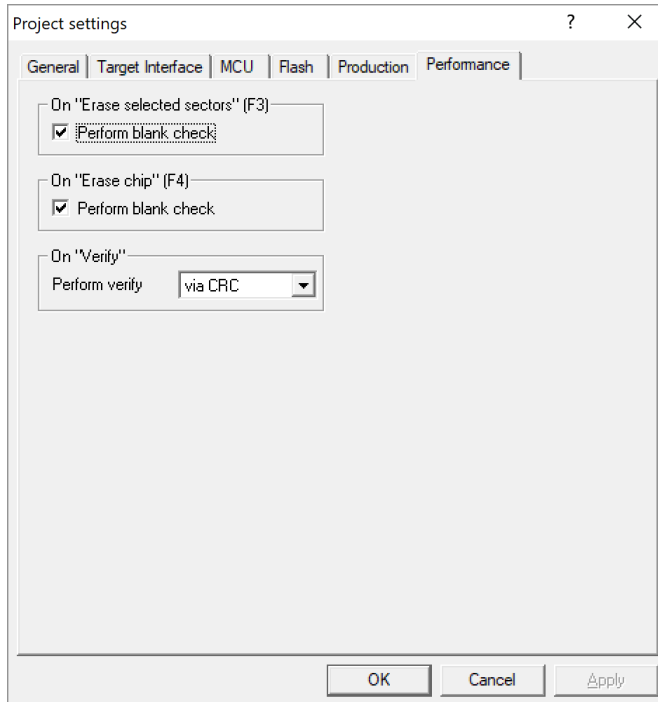 Project settings
General Target Interface MCU Flash Production Performance
On "Erase selected sectors" (F3)
Perform blank check
On "Erase chip" (F4)
Perform blank check
On "Verify"
Perform verify via CRC
OK Cancel Apply